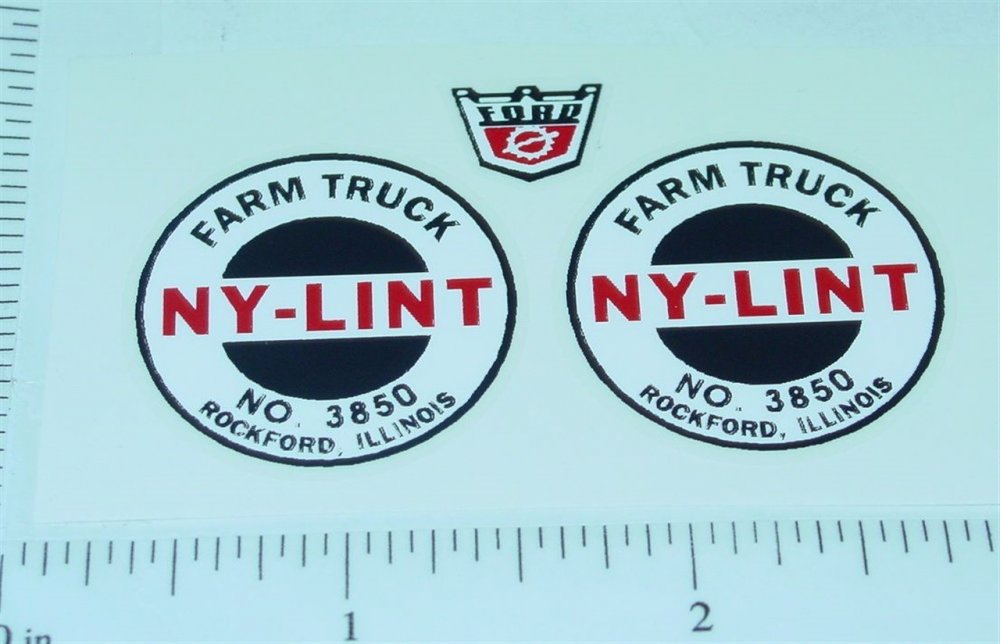 FORD
FARM TRUCK
NY-LINT
NO. 3850
ROCKFORD, ILLINOIS
FARM TRUCK
NY-LINT
NO. 3850
ROCKFORD, ILLINOIS
0 in
1
2